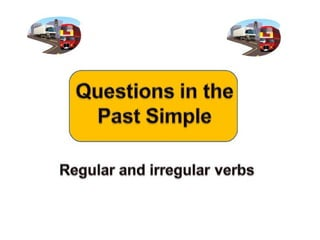 Questions in the
Past Simple
Regular and irregular verbs